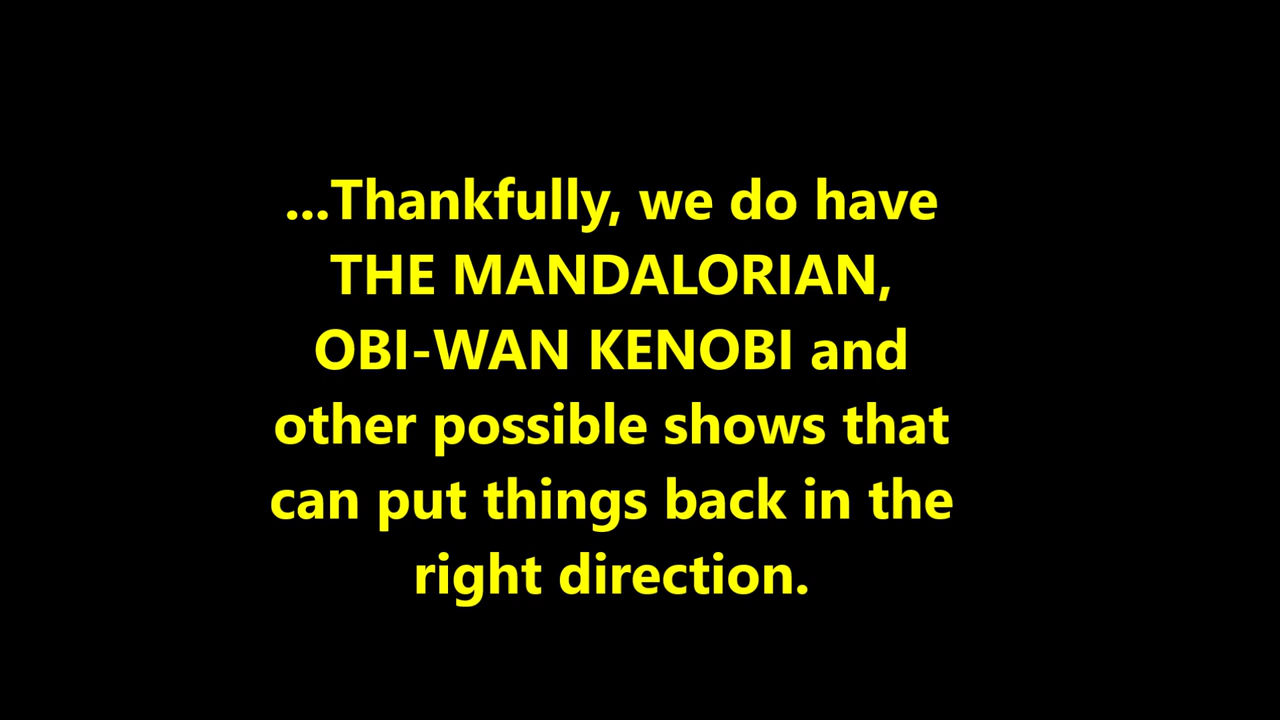 ...Thankfully, we do have
THE MANDALORIAN,
OBI-WAN KENOBI and
other possible shows that
can put things back in the
right direction.